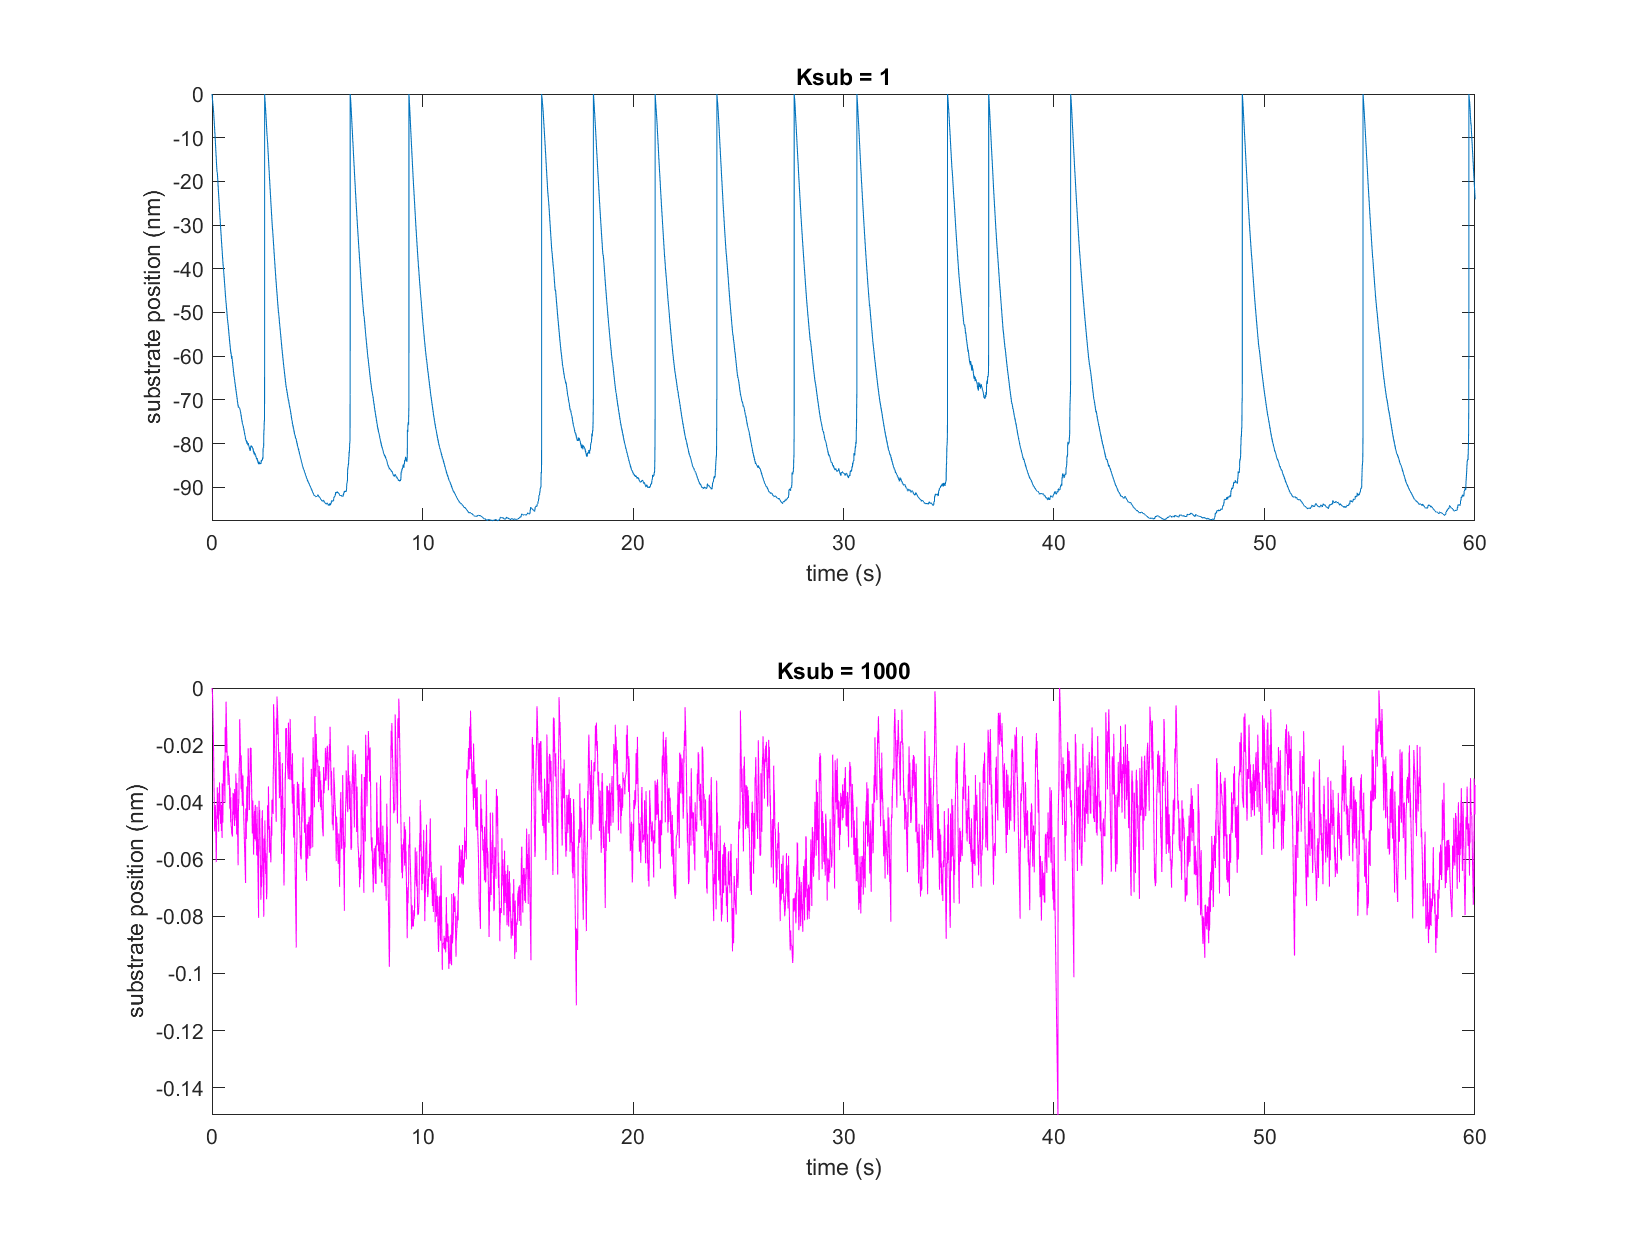 Ksub = 1
0
-10
-20
-30
-40
-50
-60
-70
-80
-90
substrate position (nm)
0 10 20 30 40 50 60
time (s)
Ksub = 1000
0
-0.02
-0.04
-0.06
-0.08
-0.1
-0.12
-0.14
substrate position (nm)
0 10 20 30 40 50 60
time (s)